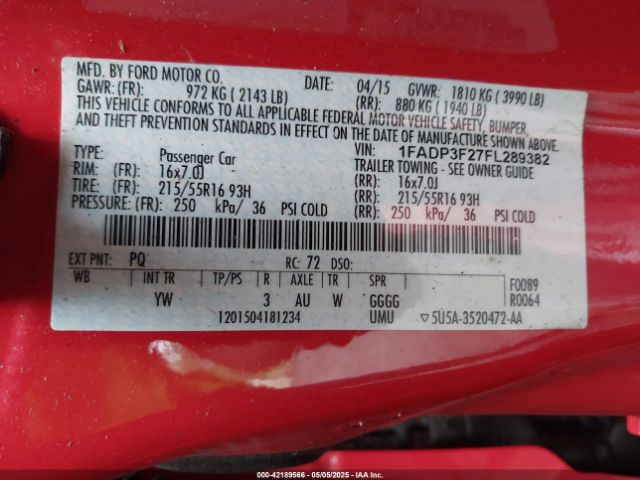 MFD. BY FORD MOTOR CO. DATE: 04/15 GVWR: 1810 KG ( 3990 LB)
GAWR: (FR): 972 KG ( 2143 LB) (RR): 880 KG ( 1940 LB)
THIS VEHICLE CONFORMS TO ALL APPLICABLE FEDERAL MOTOR VEHICLE SAFETY, BUMPER,
AND THEFT PREVENTION STANDARDS IN EFFECT ON THE DATE OF MANUFACTURE SHOWN ABOVE.
VIN: 1FADP3F27FL289382
TYPE: Passenger Car TRAILER TOWING - SEE OWNER GUIDE
RIM: (FR): 16x7.0J (RR): 16x7.0J
TIRE: (FR): 215/55R16 93H (RR): 215/55R16 93H
PRESSURE: (FR): 250 kPa/ 36 PSI COLD (RR): 250 kPa/ 36 PSI COLD
EXT PNT: PQ RC: 72 DSO:
WB INT TR TP/PS R AXLE TR SPR F0089
YW 3 AU W GGGG R0064
1201504181234 UMU ▽5U5A-3520472-AA
000-42189566 - 05/05/2025 - IAA Inc.